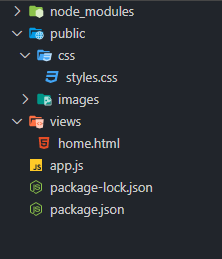 node_modules
public
css
styles.css
images
views
home.html
app.js
package-lock.json
package.json